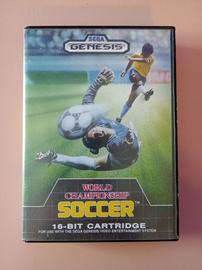 SEGA
GENESIS
WORLD
CHAMPIONSHIP
SOCCER
16-BIT CARTRIDGE
FOR USE WITH THE SEGA GENESIS VIDEO ENTERTAINMENT SYSTEM